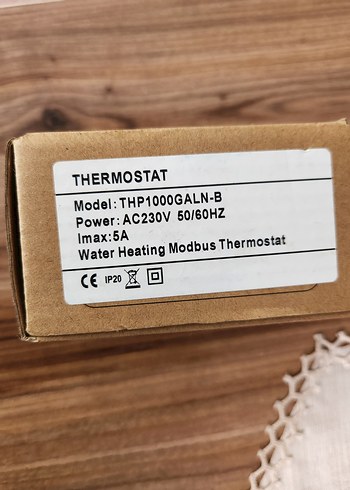 THERMOSTAT
Model: THP1000GALN-B
Power: AC230V 50/60HZ
Imax:5A
Water Heating Modbus Thermostat
CE IP20